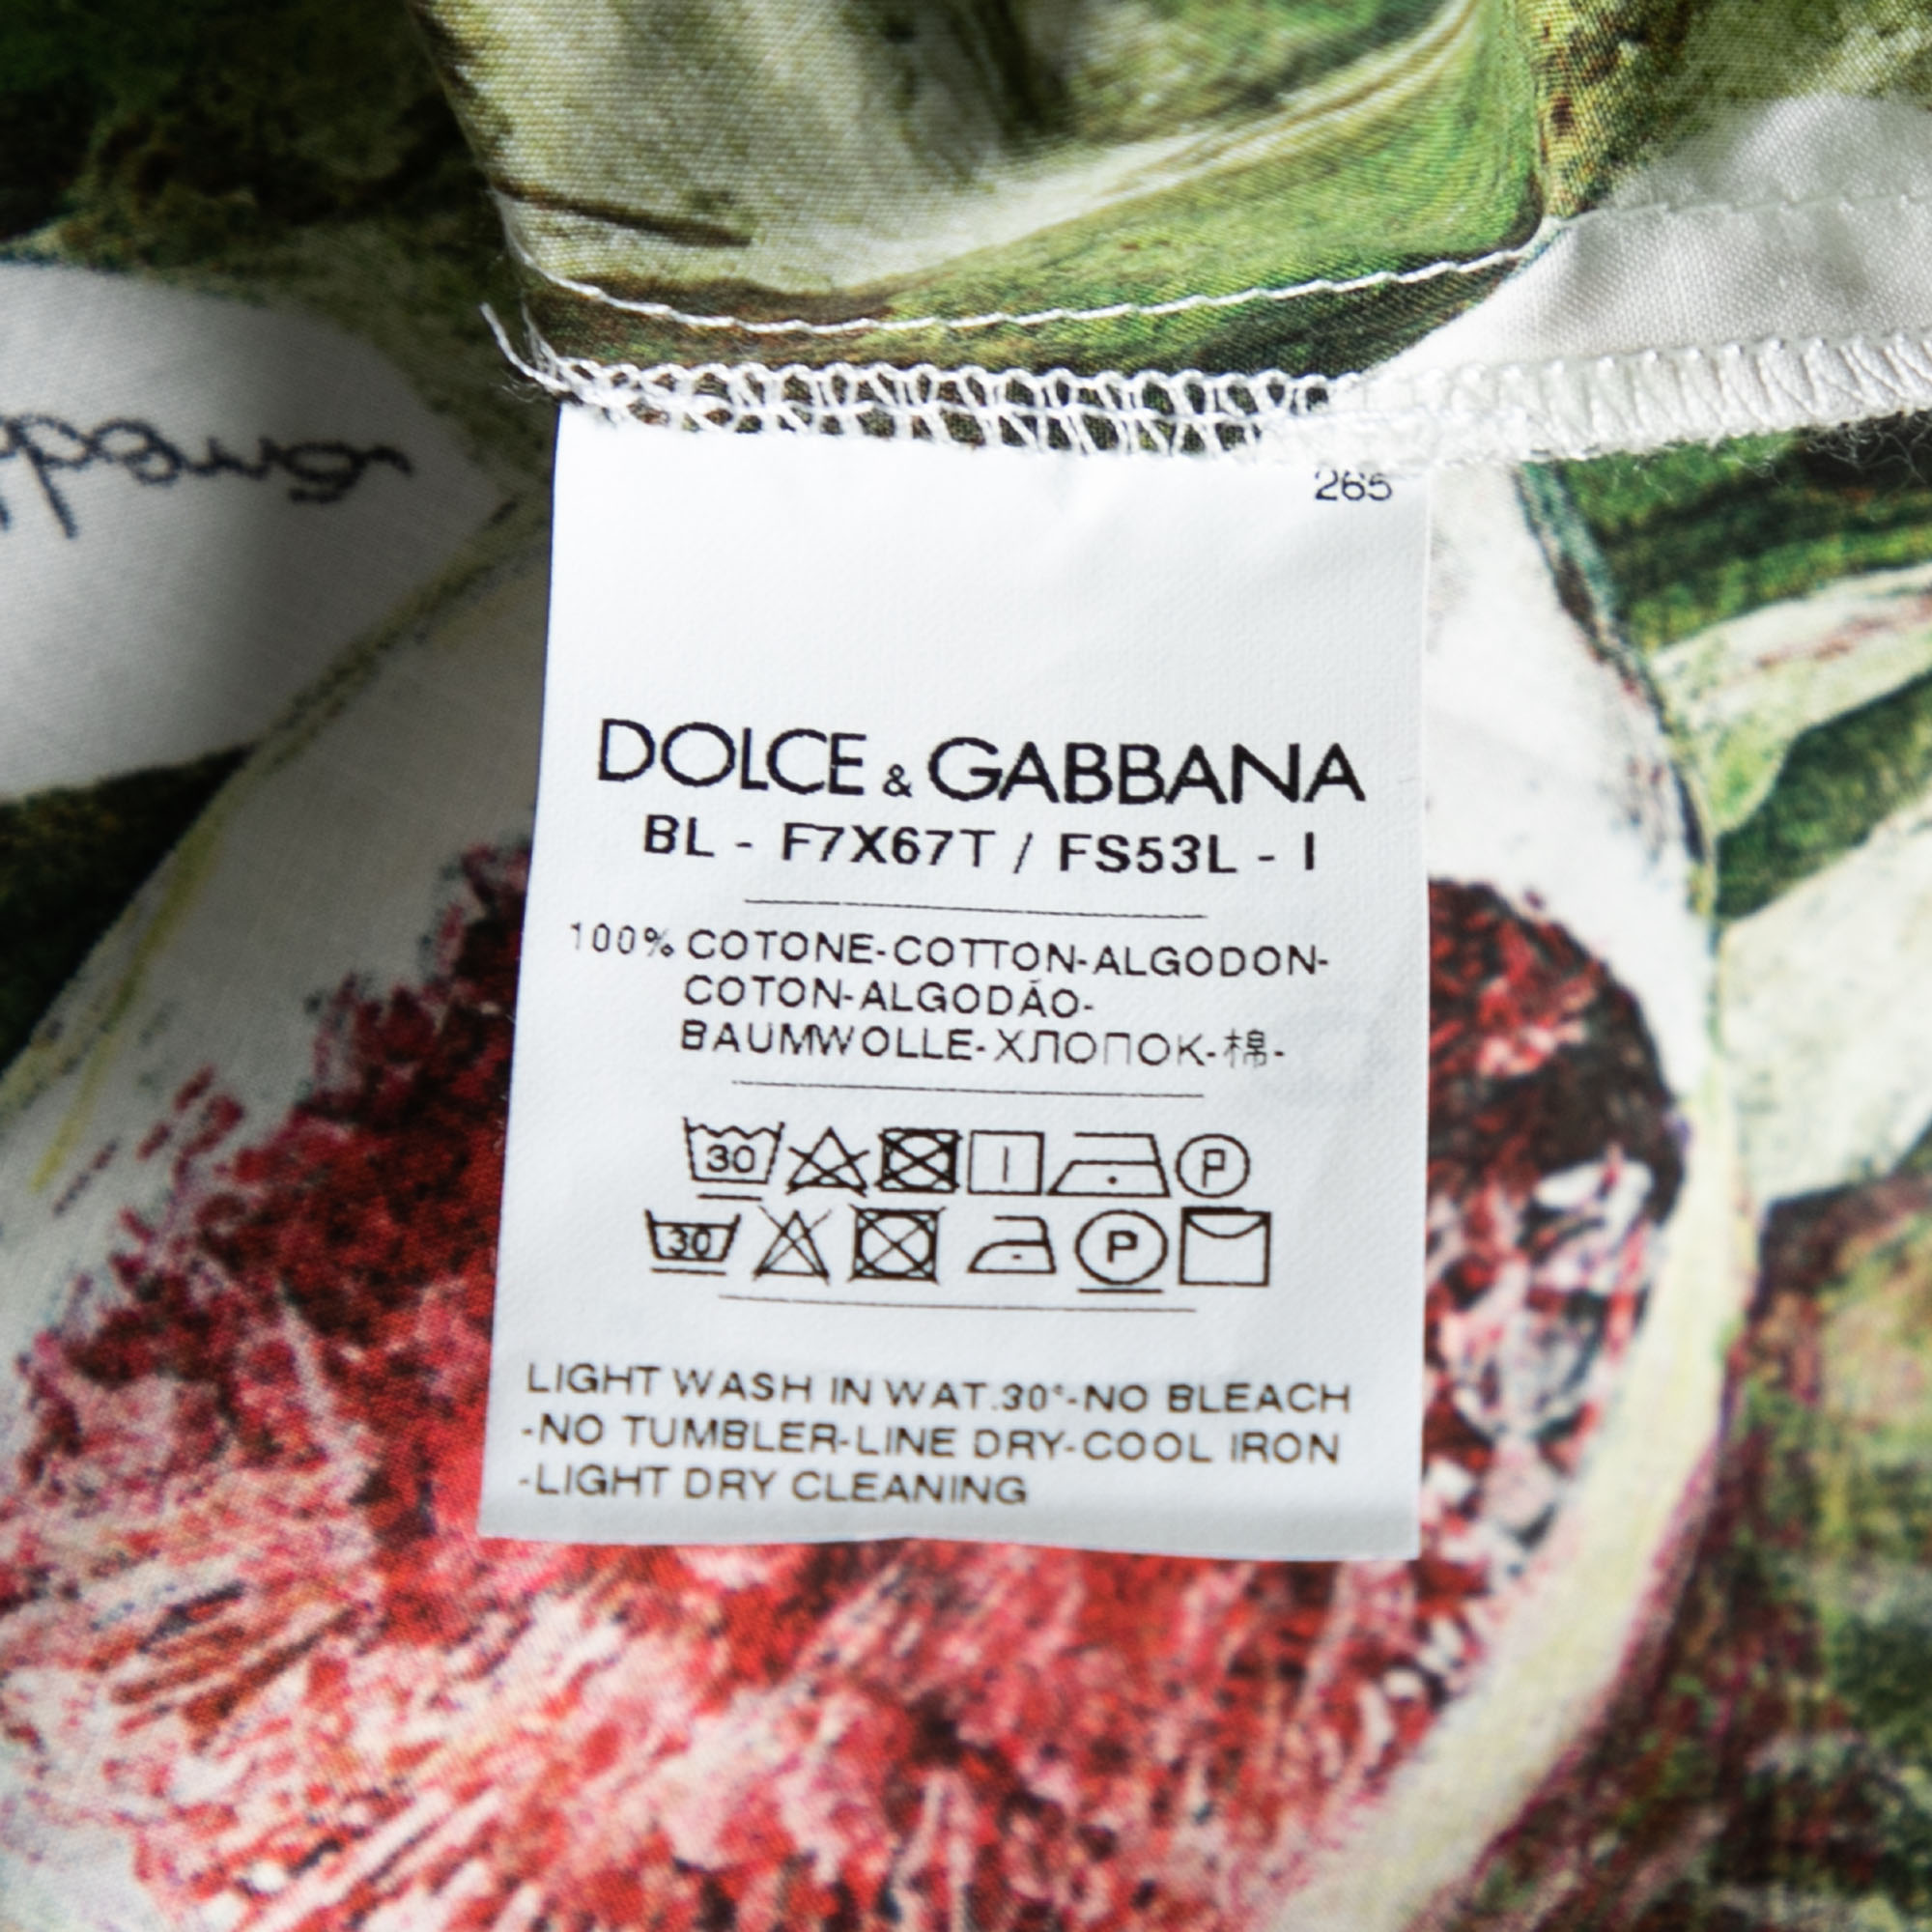 265
DOLCE & GABBANA
BL - F7X67T / FS53L - I
100% COTONE-COTTON-ALGODON-
COTON-ALGODÃO-
BAUMWOLLE-ХЛОПОК-棉-
30 I P
30 P
LIGHT WASH IN WAT.30°-NO BLEACH
-NO TUMBLER-LINE DRY-COOL IRON
-LIGHT DRY CLEANING